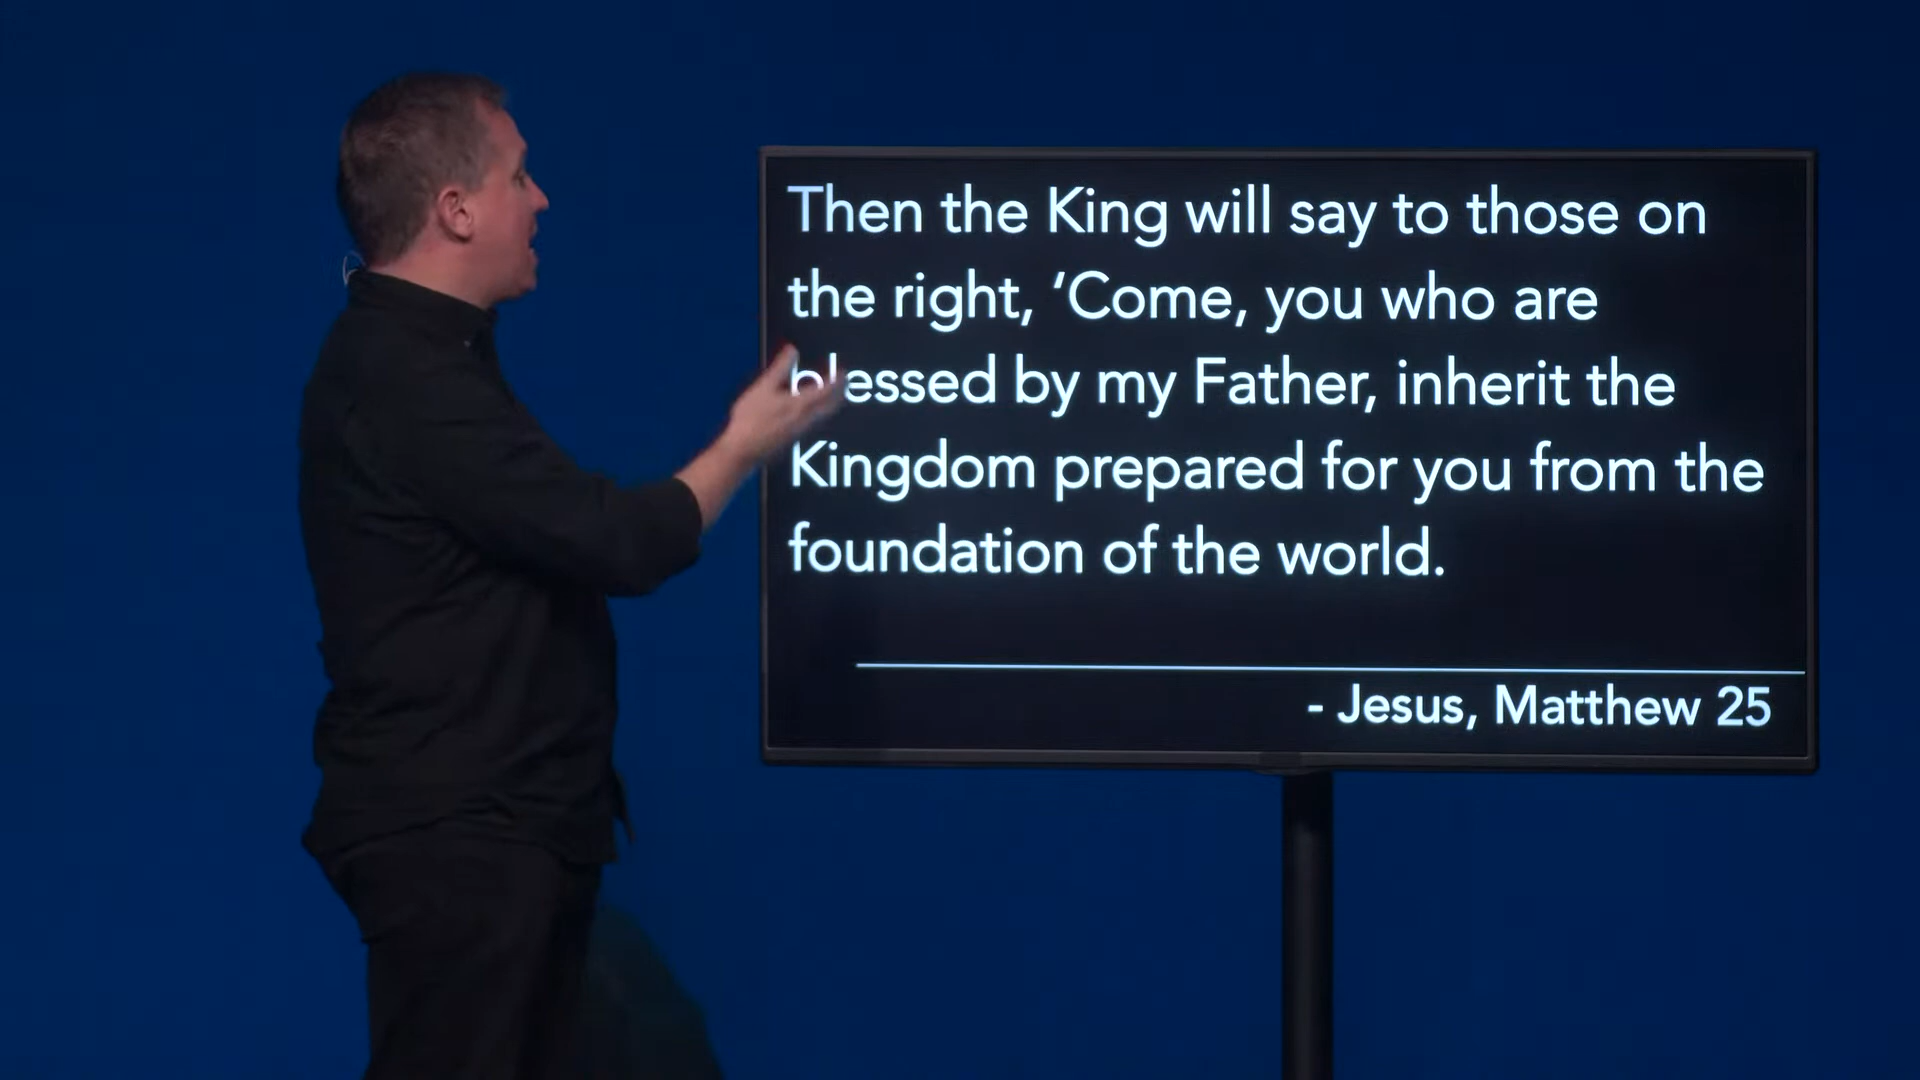 Then the King will say to those on
the right, ‘Come, you who are
blessed by my Father, inherit the
Kingdom prepared for you from the
foundation of the world.
- Jesus, Matthew 25